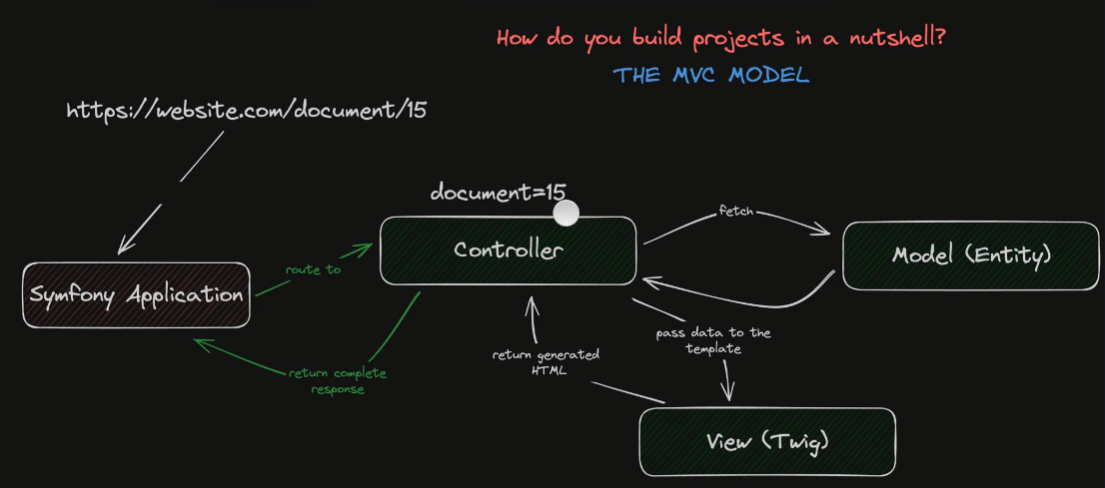 How do you build projects in a nutshell?
THE MVC MODEL
https://website.com/document/15
document=15
fetch
Controller
Model (Entity)
route to
Symfony Application
pass data to the
template
return generated
HTML
return complete
response
View (Twig)